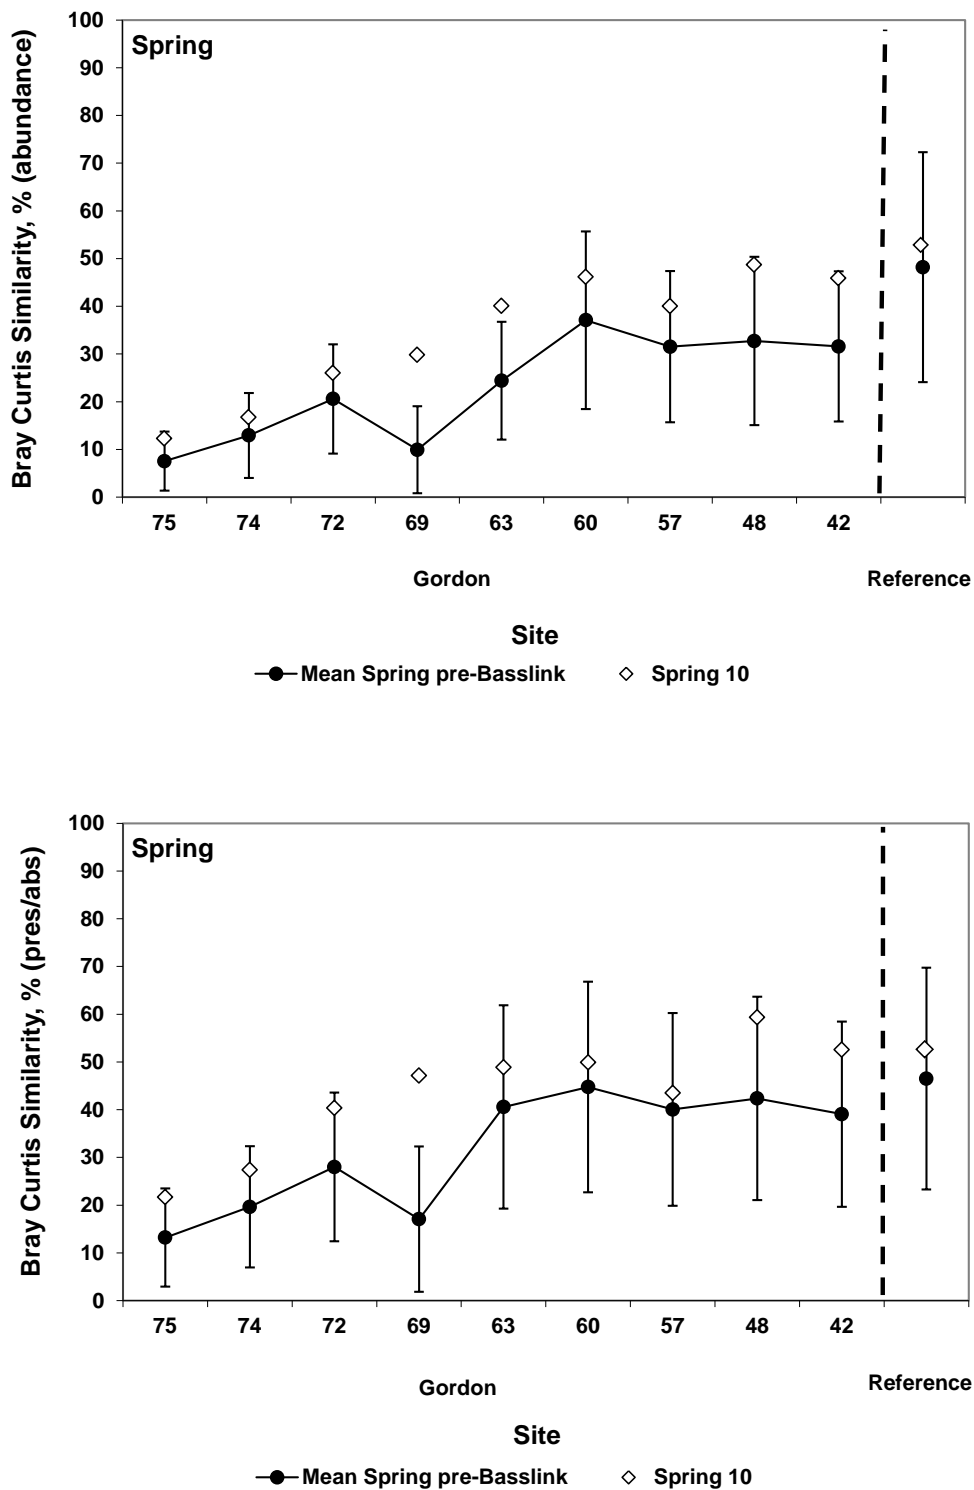 Bray Curtis Similarity, % (abundance)
100
90
80
70
60
50
40
30
20
10
0
Spring
75 74 72 69 63 60 57 48 42
Gordon Reference
Site
Mean Spring pre-Basslink Spring 10
Bray Curtis Similarity, % (pres/abs)
100
90
80
70
60
50
40
30
20
10
0
Spring
75 74 72 69 63 60 57 48 42
Gordon Reference
Site
Mean Spring pre-Basslink Spring 10